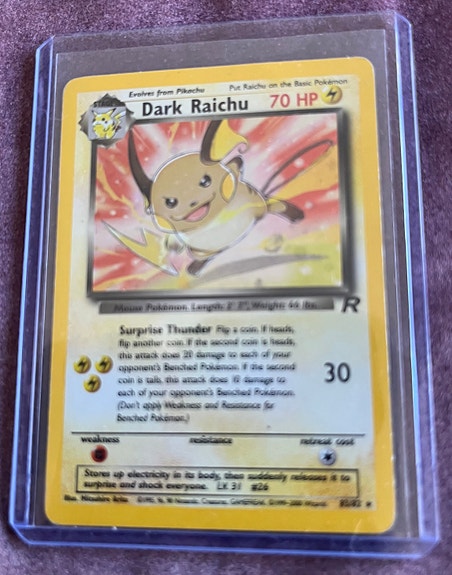 Evolves from Pikachu
Put Raichu on the Basic Pokémon
Dark Raichu 70 HP
Mouse Pokémon. Length: 2' 7", Weight: 66 lbs.
R
Surprise Thunder Flip a coin. If heads,
flip another coin. If the second coin is heads,
this attack does 20 damage to each of your
opponent's Benched Pokémon. If the second
coin is tails, this attack does 10 damage to
each of your opponent's Benched Pokémon.
(Don't apply Weakness and Resistance for
Benched Pokémon.)
30
weakness resistance retreat cost
Stores up electricity in its body, then suddenly releases it to
surprise and shock everyone. LV. 31 #26
Illus. Mitsuhiro Arita
83/82